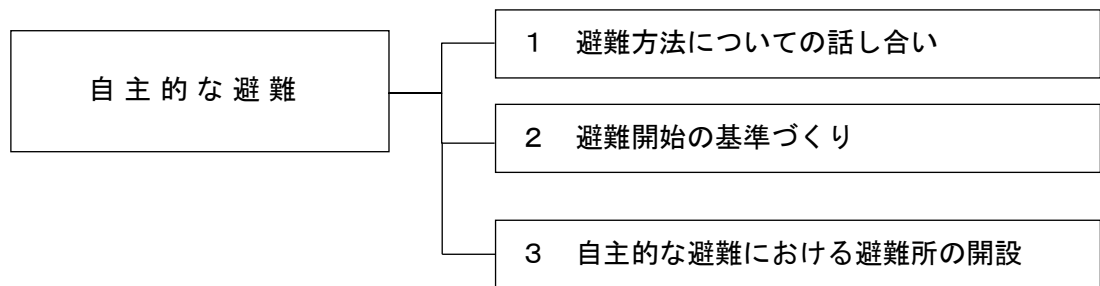 自主的な避難
１　避難方法についての話し合い
２　避難開始の基準づくり
３　自主的な避難における避難所の開設